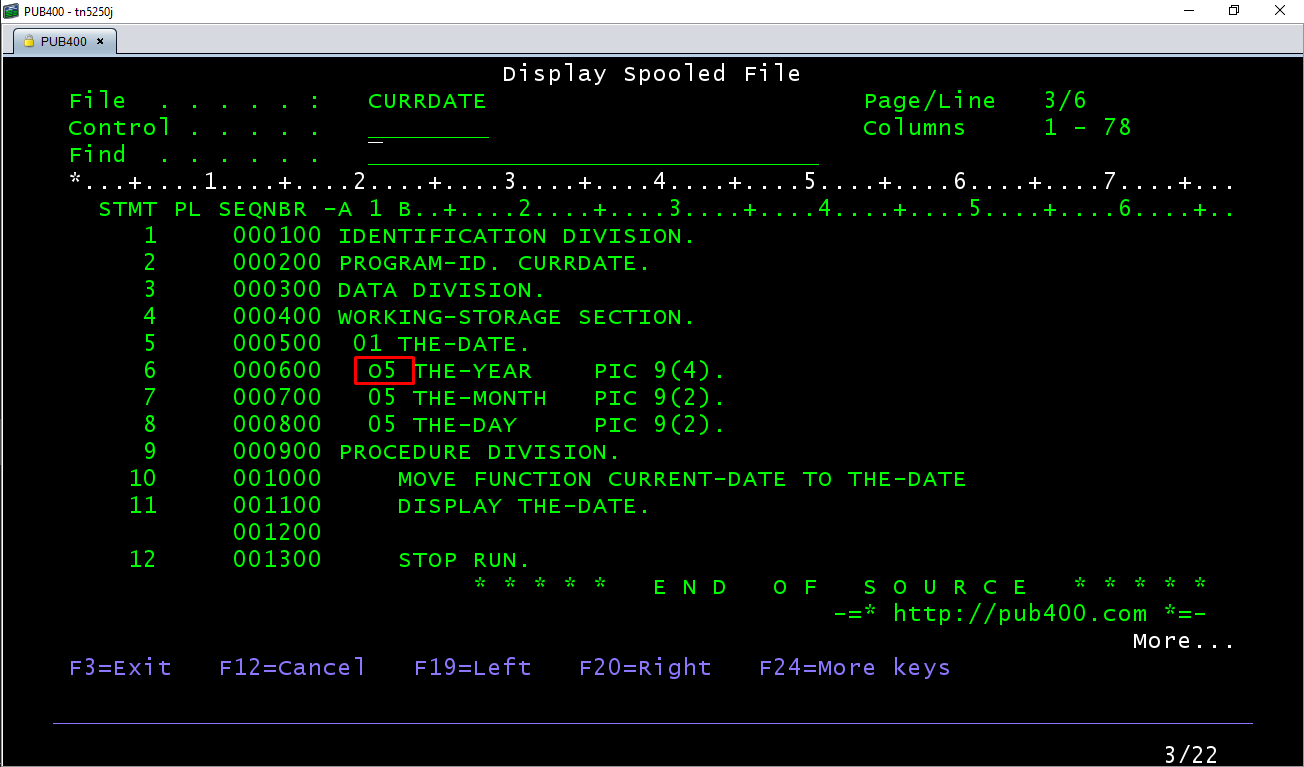 PUB400 - tn5250j
PUB400 ×
Display Spooled File
File . . . . . : CURRDATE Page/Line 3/6
Control . . . . . Columns 1 - 78
Find . . . . . .
*...+....1....+....2....+....3....+....4....+....5....+....6....+....7....+...
STMT PL SEQNBR -A 1 B..+....2....+....3....+....4....+....5....+....6....+..
1 000100 IDENTIFICATION DIVISION.
2 000200 PROGRAM-ID. CURRDATE.
3 000300 DATA DIVISION.
4 000400 WORKING-STORAGE SECTION.
5 000500 01 THE-DATE.
6 000600 O5 THE-YEAR PIC 9(4).
7 000700 05 THE-MONTH PIC 9(2).
8 000800 05 THE-DAY PIC 9(2).
9 000900 PROCEDURE DIVISION.
10 001000 MOVE FUNCTION CURRENT-DATE TO THE-DATE
11 001100 DISPLAY THE-DATE.
001200
12 001300 STOP RUN.
* * * * * E N D O F S O U R C E * * * * *
-=* http://pub400.com *=-
More...
F3=Exit F12=Cancel F19=Left F20=Right F24=More keys
3/22